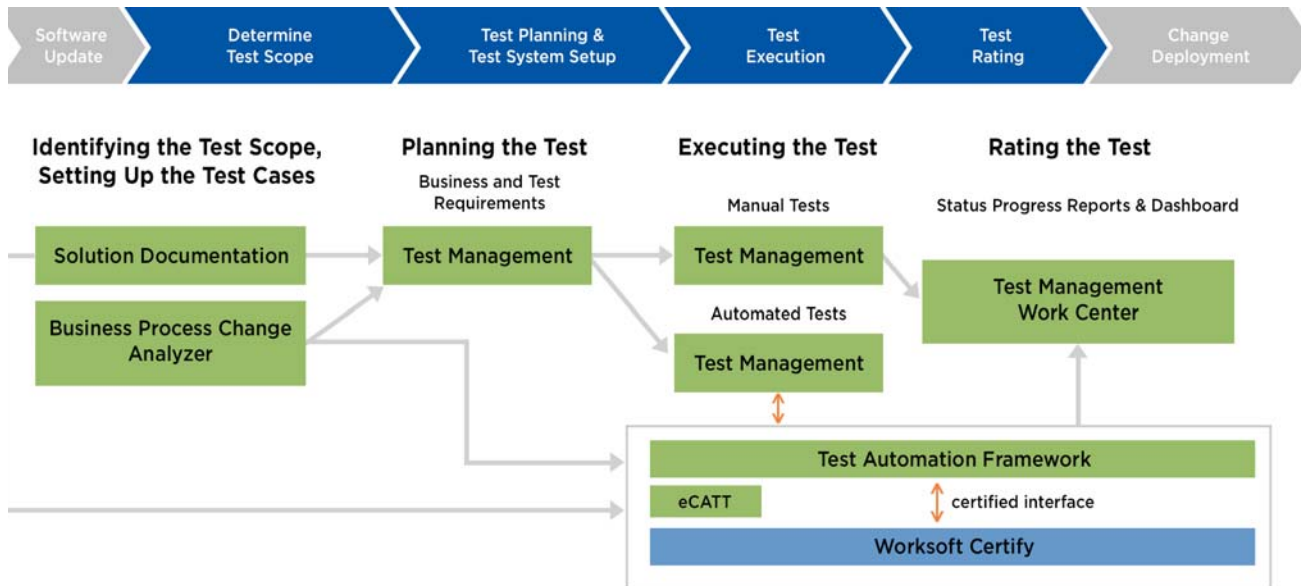 Software
Update
Determine
Test Scope
Test Planning &
Test System Setup
Test
Execution
Test
Rating
Change
Deployment
Identifying the Test Scope,
Setting Up the Test Cases
Planning the Test
Executing the Test
Rating the Test
Business and Test
Requirements
Manual Tests
Status Progress Reports & Dashboard
Solution Documentation
Test Management
Test Management
Test Management
Work Center
Business Process Change
Analyzer
Automated Tests
Test Management
Test Automation Framework
eCATT
certified interface
Worksoft Certify